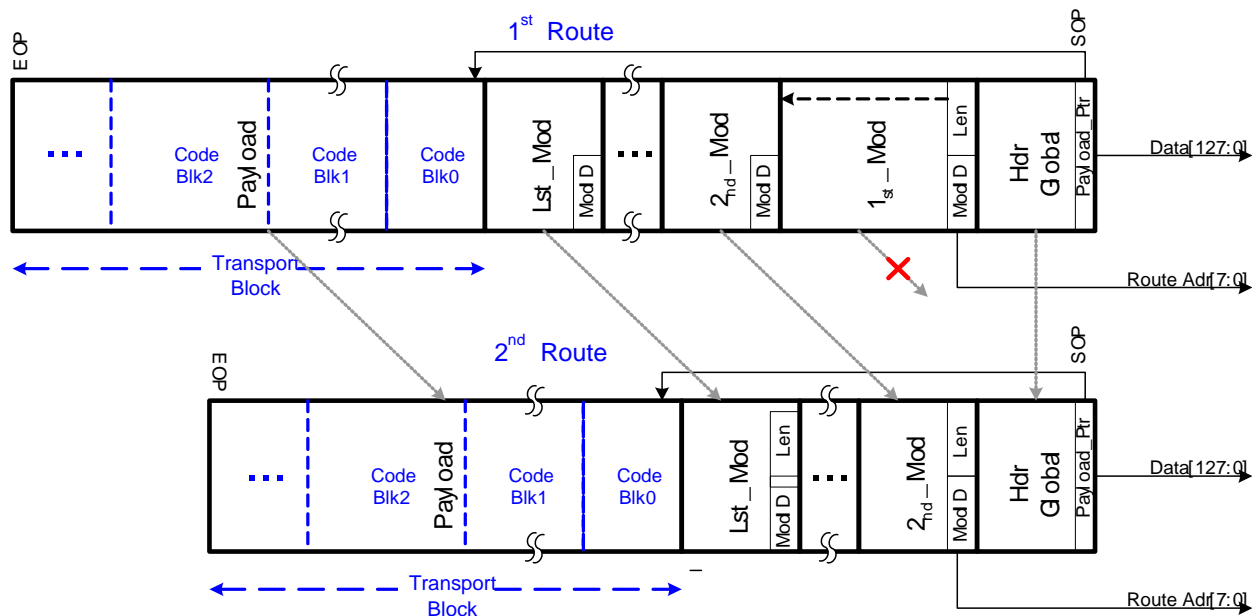 1st Route
EOP
SOP
...
Code
Blk2
Payload
Code
Blk1
Code
Blk0
Lst_Mod
Mod D
...
2nd_Mod
Mod D
1st_Mod
Len
Mod D
Hdr
Global
Payload_Ptr
Data[127:0]
Transport
Block
Route Adr[7:0]
2nd Route
EOP
SOP
...
Code
Blk2
Payload
Code
Blk1
Code
Blk0
Lst_Mod
Len
Mod D
...
2nd_Mod
Len
Mod D
Hdr
Global
Payload_Ptr
Data[127:0]
Transport
Block
Route Adr[7:0]